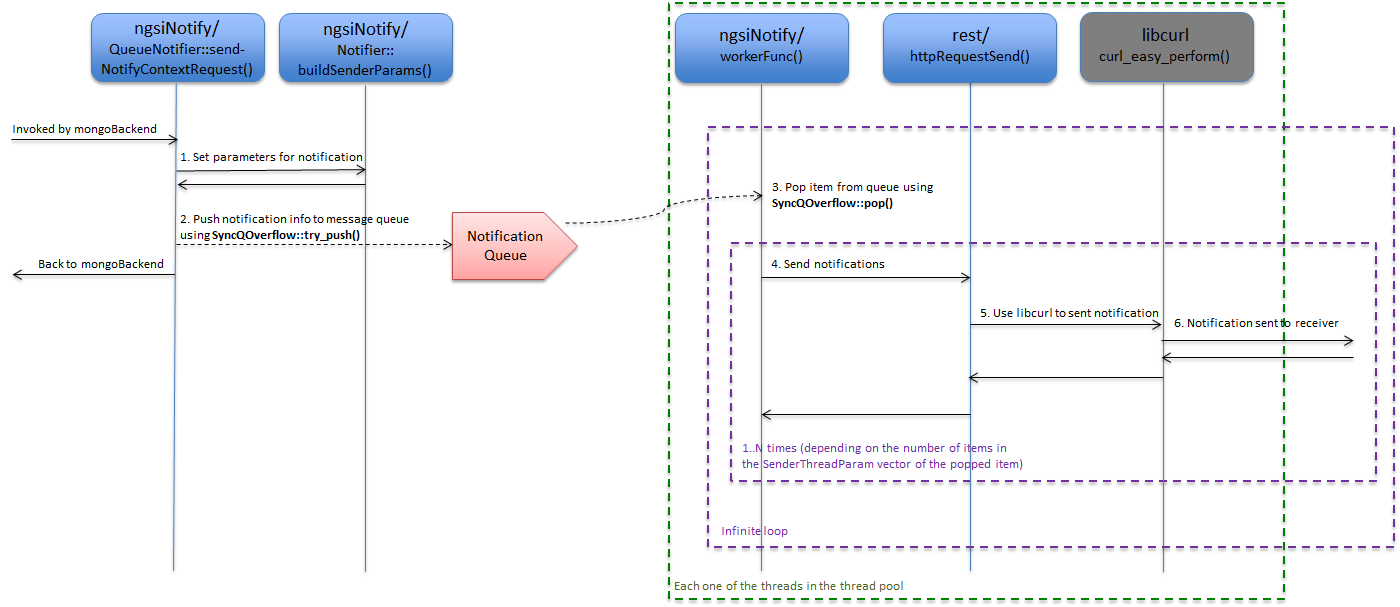 ngsiNotify/
QueueNotifier::send-
NotifyContextRequest()
ngsiNotify/
Notifier::
buildSenderParams()
ngsiNotify/
workerFunc()
rest/
httpRequestSend()
libcurl
curl_easy_perform()
Invoked by mongoBackend
1. Set parameters for notification
2. Push notification info to message queue
using SyncQOverflow::try_push()
Back to mongoBackend
Notification
Queue
3. Pop item from queue using
SyncQOverflow::pop()
4. Send notifications
5. Use libcurl to sent notification
6. Notification sent to receiver
1..N times (depending on the number of items in
the SenderThreadParam vector of the popped item)
Infinite loop
Each one of the threads in the thread pool